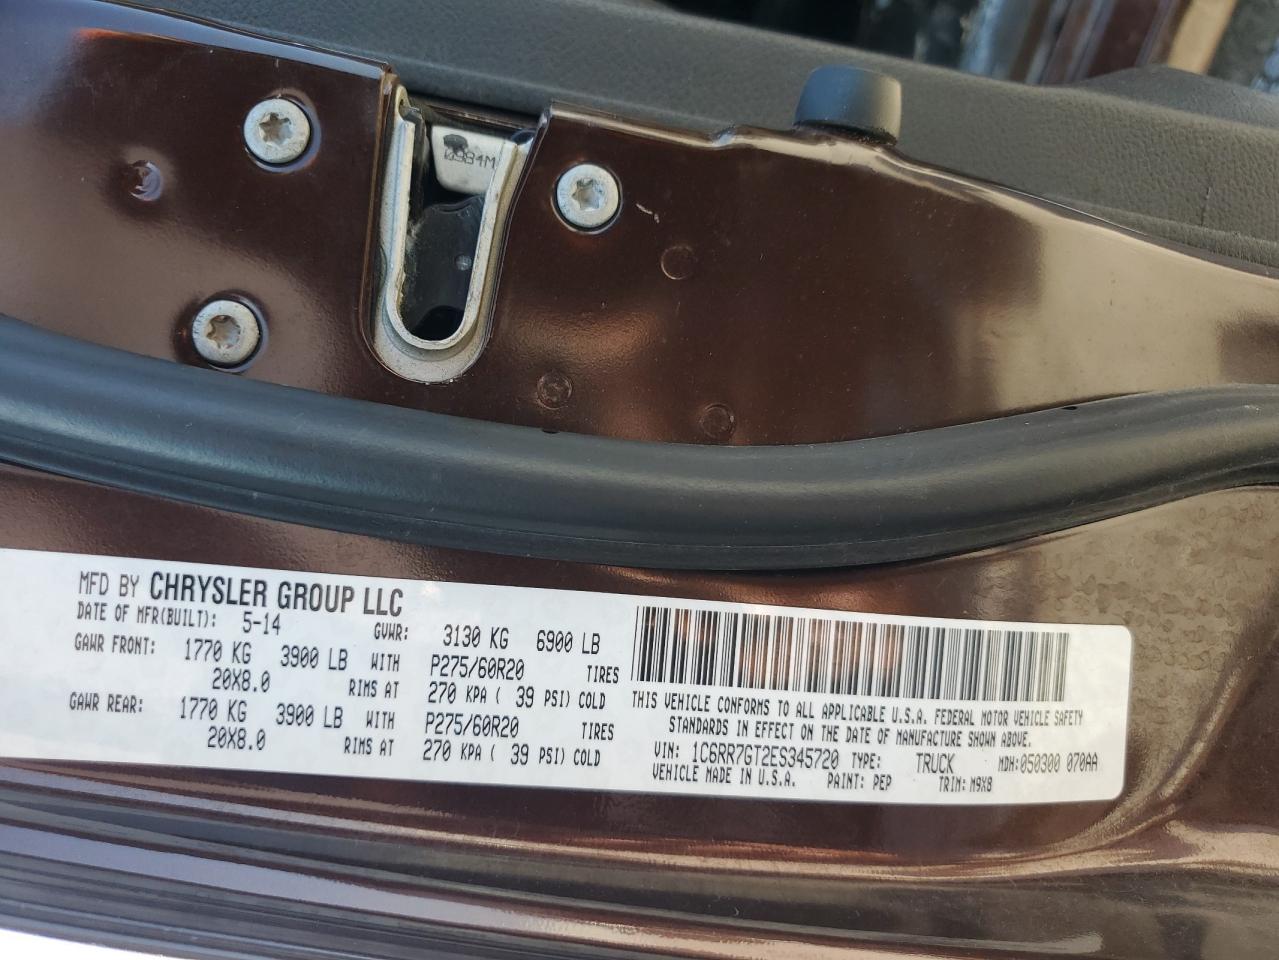 0984M
MFD BY CHRYSLER GROUP LLC
DATE OF MFR(BUILT): 5-14 GVWR: 3130 KG 6900 LB
GAWR FRONT: 1770 KG 3900 LB WITH P275/60R20 TIRES
20X8.0 RIMS AT 270 KPA ( 39 PSI) COLD
GAWR REAR: 1770 KG 3900 LB WITH P275/60R20 TIRES
20X8.0 RIMS AT 270 KPA ( 39 PSI) COLD
THIS VEHICLE CONFORMS TO ALL APPLICABLE U.S.A. FEDERAL MOTOR VEHICLE SAFETY
STANDARDS IN EFFECT ON THE DATE OF MANUFACTURE SHOWN ABOVE.
VIN: 1C6RR7GT2ES345720 TYPE: TRUCK MDH:050300 070AA
VEHICLE MADE IN U.S.A. PAINT: PEP TRIM: M9X8